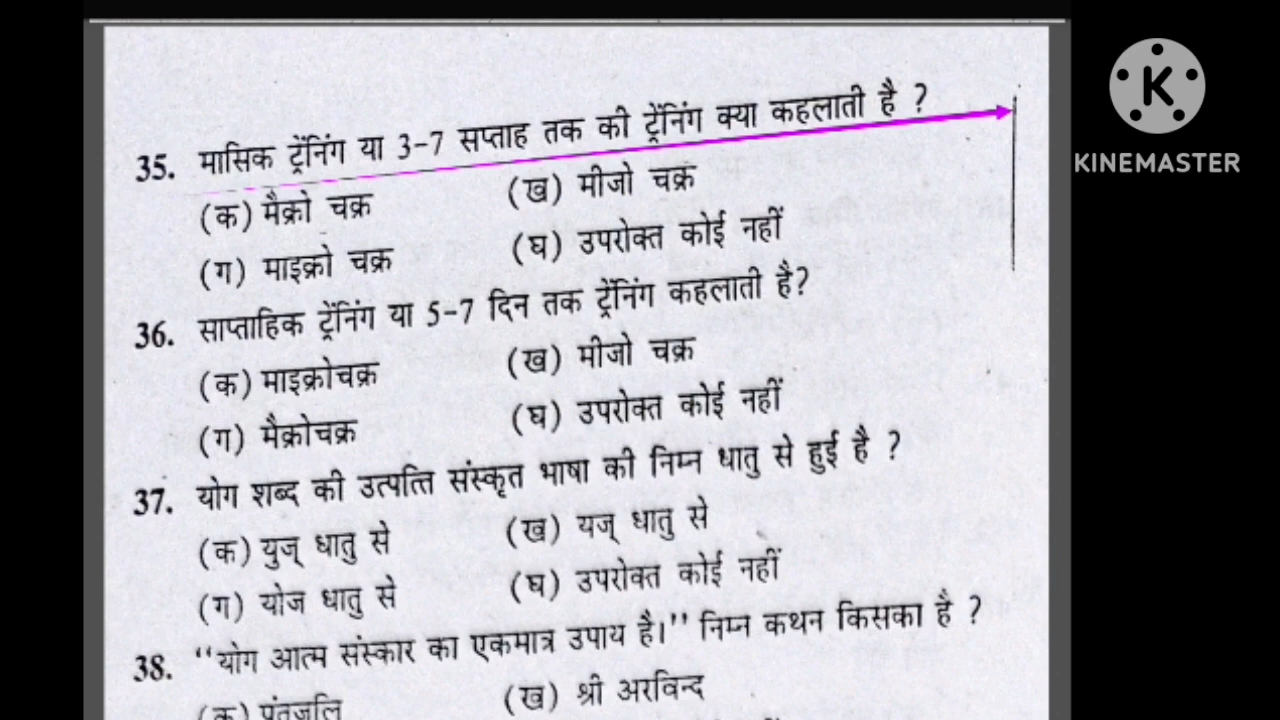 35. मासिक ट्रेंनिंग या 3-7 सप्ताह तक की ट्रेंनिंग क्या कहलाती है ?
(क) मैक्रो चक्र (ख) मीजो चक्र
(ग) माइक्रो चक्र (घ) उपरोक्त कोई नहीं
36. साप्ताहिक ट्रेंनिंग या 5-7 दिन तक ट्रेंनिंग कहलाती है?
(क) माइक्रोचक्र (ख) मीजो चक्र
(ग) मैक्रोचक्र (घ) उपरोक्त कोई नहीं
37. योग शब्द की उत्पत्ति संस्कृत भाषा की निम्न धातु से हुई है ?
(क) युज् धातु से (ख) यज् धातु से
(ग) योज धातु से (घ) उपरोक्त कोई नहीं
38. “योग आत्म संस्कार का एकमात्र उपाय है।” निम्न कथन किसका है ?
(क) पंतजलि (ख) श्री अरविन्द
K
KINEMASTER